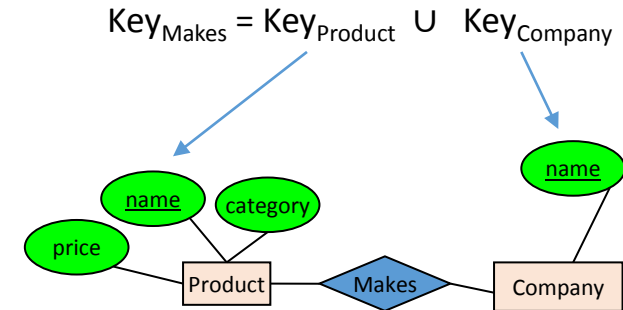 Key_Makes = Key_Product ∪ Key_Company
name
name
category
price
Product
Makes
Company